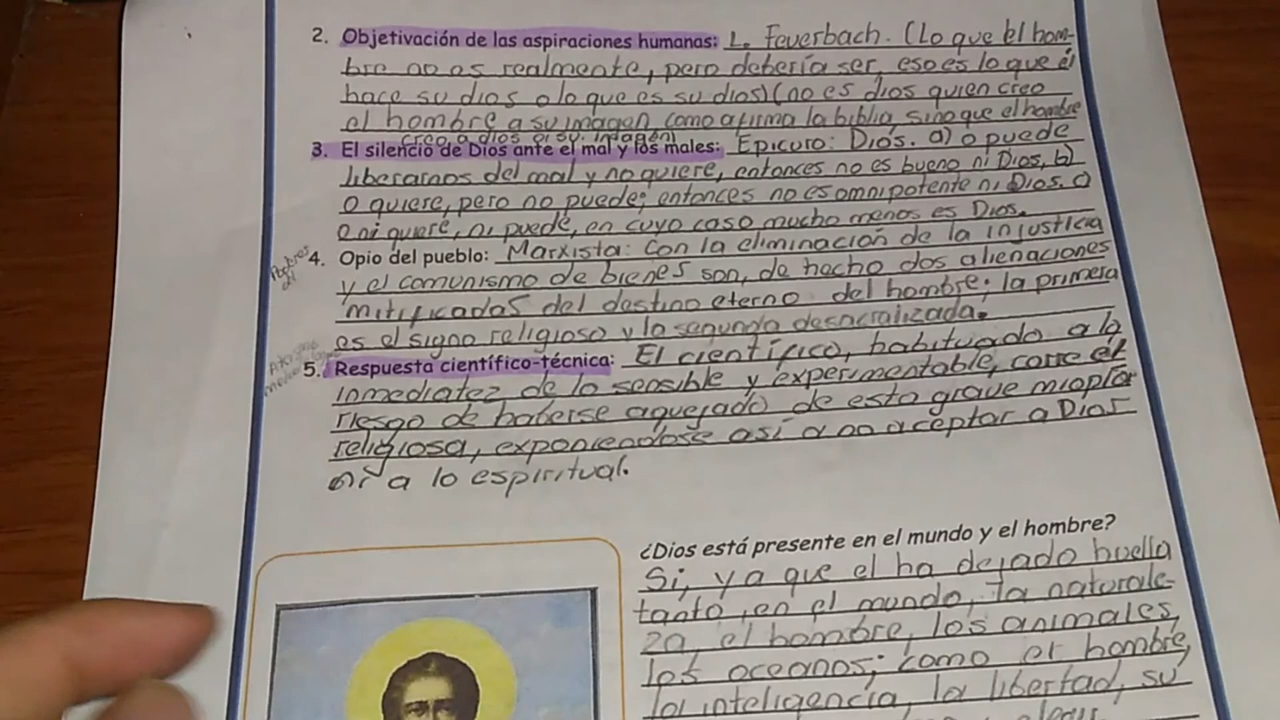 2. Objetivación de las aspiraciones humanas: L. Feuerbach. (Lo que el hom-
bre no es realmente, pero debería ser, eso es lo que él
hace su dios o lo que es su dios) (no es dios quien creo
el hombre a su imagen como afirma la biblia, sino que el hombre
creo a dios a su imagen)
3. El silencio de Dios ante el mal y los males: Epicuro: Dios. a) o puede
liberarnos del mal y no quiere, entonces no es bueno ni Dios, b)
o quiere, pero no puede; entonces no es omnipotente ni Dios. c)
o ni quiere, ni puede, en cuyo caso mucho menos es Dios.
4. Opio del pueblo: Marxista: Con la eliminación de la injusticia
y el comunismo de bienes son, de hecho dos alienaciones
mitificadas del destino eterno del hombre; la primera
es el signo religioso y la segunda desacralizada.
5. Respuesta científico-técnica: El científico, habituado a la
inmediatez de lo sensible y experimentable, corre el
riesgo de haberse aquejado de esta grave miopía
religiosa, exponiendose así a no aceptar a Dios
ni a lo espiritual.
¿Dios está presente en el mundo y el hombre?
Si, ya que el ha dejado huella
tanto en el mundo, la naturale-
za, el hombre, los animales,
los oceanos; como el hombre,
la inteligencia, la libertad, su